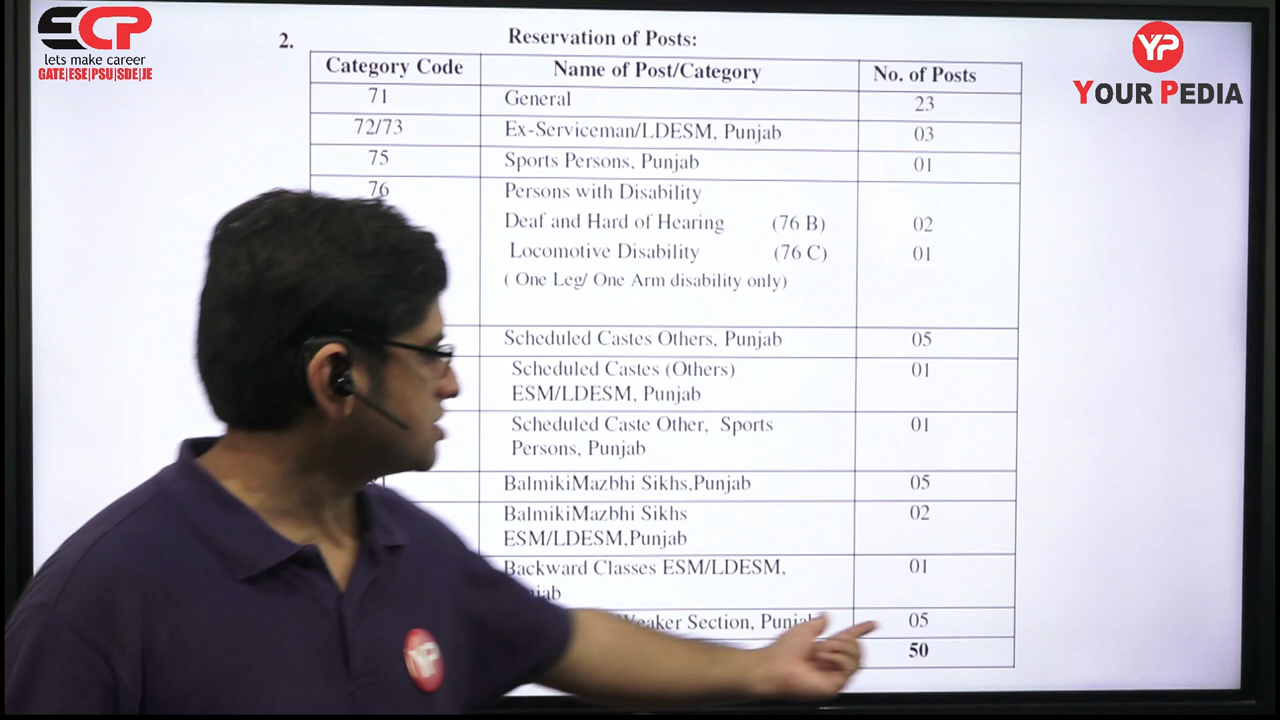 ECP
lets make career
GATE|ESE|PSU|SDE|JE
YP
YOUR PEDIA
2. Reservation of Posts:
Category Code Name of Post/Category No. of Posts
71 General 23
72/73 Ex-Serviceman/LDESM, Punjab 03
75 Sports Persons, Punjab 01
76 Persons with Disability
Deaf and Hard of Hearing (76 B) 02
Locomotive Disability (76 C) 01
( One Leg/ One Arm disability only)
Scheduled Castes Others, Punjab 05
Scheduled Castes (Others) 01
ESM/LDESM, Punjab
Scheduled Caste Other, Sports 01
Persons, Punjab
BalmikiMazbhi Sikhs,Punjab 05
BalmikiMazbhi Sikhs 02
ESM/LDESM,Punjab
Backward Classes ESM/LDESM, 01
Weaker Section, Punjab 05
50
YP